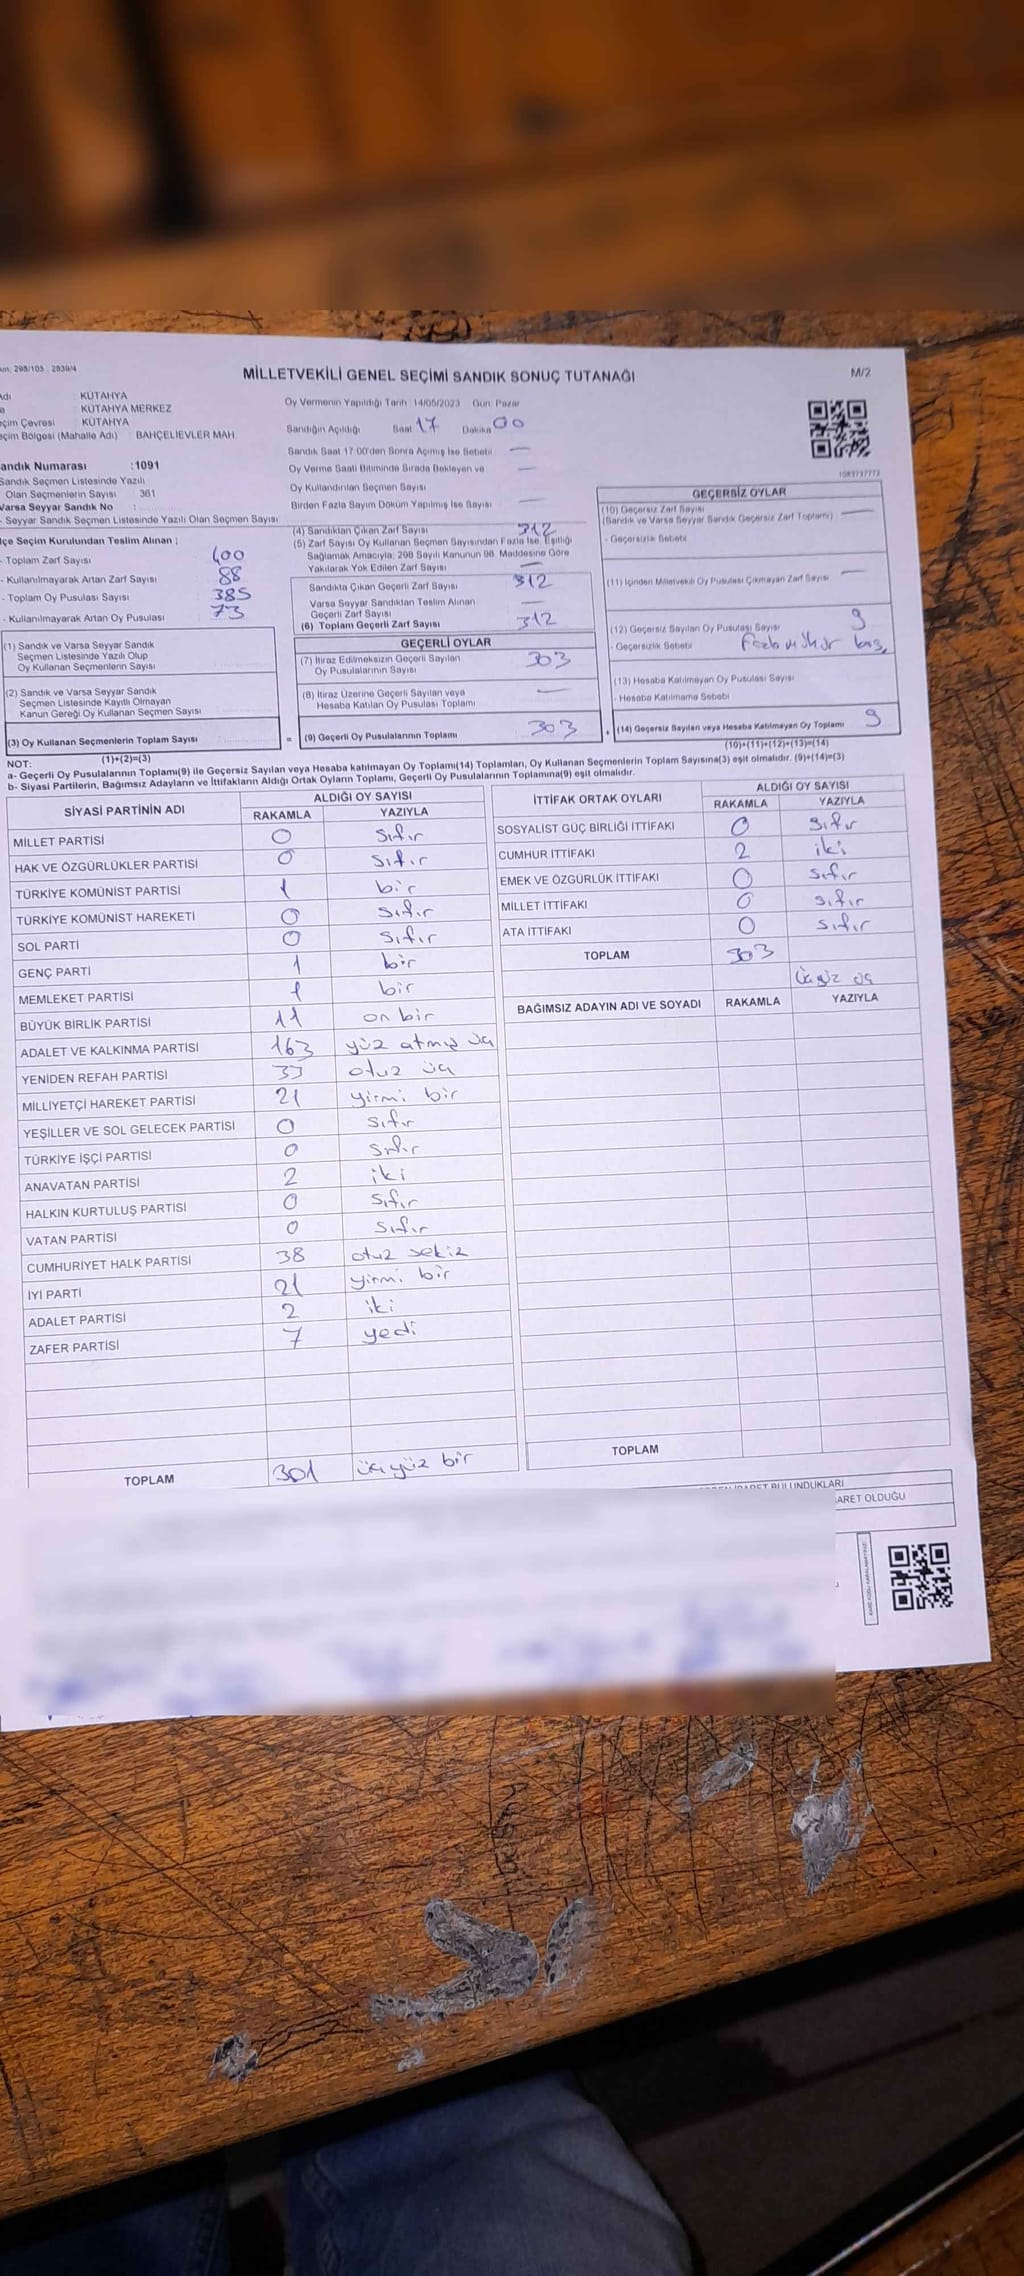 298/105 : 2839/4
MİLLETVEKİLİ GENEL SEÇİMİ SANDIK SONUÇ TUTANAĞI
M/2
: KÜTAHYA
: KÜTAHYA MERKEZ
çim Çevresi : KÜTAHYA
eçim Bölgesi (Mahalle Adı) : BAHÇELİEVLER MAH
andık Numarası :1091
Sandık Seçmen Listesinde Yazılı
Olan Seçmenlerin Sayısı : 361
Varsa Seyyar Sandık No :
- Seyyar Sandık Seçmen Listesinde Yazılı Olan Seçmen Sayısı
lçe Seçim Kurulundan Teslim Alınan ;
- Toplam Zarf Sayısı 400
- Kullanılmayarak Artan Zarf Sayısı 88
- Toplam Oy Pusulası Sayısı 385
- Kullanılmayarak Artan Oy Pusulası 73
Oy Vermenin Yapıldığı Tarih : 14/05/2023 Gün: Pazar
Sandığın Açıldığı Saat 17 Dakika 00
Sandık Saat 17:00'den Sonra Açılmış İse Sebebi —
Oy Verme Saati Bitiminde Sırada Bekleyen ve —
Oy Kullandırılan Seçmen Sayısı
Birden Fazla Sayım Döküm Yapılmış İse Sayısı —
(4) Sandıktan Çıkan Zarf Sayısı 312
(5) Zarf Sayısı Oy Kullanan Seçmen Sayısından Fazla İse, Eşitliği
Sağlamak Amacıyla; 298 Sayılı Kanunun 98. Maddesine Göre
Yakılarak Yok Edilen Zarf Sayısı —
Sandıkta Çıkan Geçerli Zarf Sayısı 312
Varsa Seyyar Sandıktan Teslim Alınan
Geçerli Zarf Sayısı —
(6) Toplam Geçerli Zarf Sayısı 312
GEÇERSİZ OYLAR
(10) Geçersiz Zarf Sayısı —
(Sandık ve Varsa Seyyar Sandık Geçersiz Zarf Toplamı)
- Geçersizlik Sebebi
(11) İçinden Milletvekili Oy Pusulası Çıkmayan Zarf Sayısı —
(12) Geçersiz Sayılan Oy Pusulası Sayısı 9
- Geçersizlik Sebebi
(13) Hesaba Katılmayan Oy Pusulası Sayısı
- Hesaba Katılmama Sebebi
(14) Geçersiz Sayılan veya Hesaba Katılmayan Oy Toplamı 9
(10)+(11)+(12)+(13)=(14)
(1) Sandık ve Varsa Seyyar Sandık
Seçmen Listesinde Yazılı Olup
Oy Kullanan Seçmenlerin Sayısı
(2) Sandık ve Varsa Seyyar Sandık
Seçmen Listesinde Kayıtlı Olmayan
Kanun Gereği Oy Kullanan Seçmen Sayısı
(3) Oy Kullanan Seçmenlerin Toplam Sayısı
(1)+(2)=(3)
GEÇERLİ OYLAR
(7) İtiraz Edilmeksizin Geçerli Sayılan 303
Oy Pusulalarının Sayısı
(8) İtiraz Üzerine Geçerli Sayılan veya —
Hesaba Katılan Oy Pusulası Toplamı
= (9) Geçerli Oy Pusulalarının Toplamı 303 +
NOT:
a- Geçerli Oy Pusulalarının Toplamı(9) ile Geçersiz Sayılan veya Hesaba katılmayan Oy Toplamı(14) Toplamları, Oy Kullanan Seçmenlerin Toplam Sayısına(3) eşit olmalıdır. (9)+(14)=(3)
b- Siyasi Partilerin, Bağımsız Adayların ve İttifakların Aldığı Ortak Oyların Toplamı, Geçerli Oy Pusulalarının Toplamına(9) eşit olmalıdır.
SİYASİ PARTİNİN ADI ALDIĞI OY SAYISI
RAKAMLA YAZIYLA
MİLLET PARTİSİ 0 sıfır
HAK VE ÖZGÜRLÜKLER PARTİSİ 0 sıfır
TÜRKİYE KOMÜNİST PARTİSİ 1 bir
TÜRKİYE KOMÜNİST HAREKETİ 0 sıfır
SOL PARTİ 0 sıfır
GENÇ PARTİ 1 bir
MEMLEKET PARTİSİ 1 bir
BÜYÜK BİRLİK PARTİSİ 11 on bir
ADALET VE KALKINMA PARTİSİ 163 yüz atmış üç
YENİDEN REFAH PARTİSİ 33 otuz üç
MİLLİYETÇİ HAREKET PARTİSİ 21 yirmi bir
YEŞİLLER VE SOL GELECEK PARTİSİ 0 sıfır
TÜRKİYE İŞÇİ PARTİSİ 0 sıfır
ANAVATAN PARTİSİ 2 iki
HALKIN KURTULUŞ PARTİSİ 0 sıfır
VATAN PARTİSİ 0 sıfır
CUMHURİYET HALK PARTİSİ 38 otuz sekiz
İYİ PARTİ 21 yirmi bir
ADALET PARTİSİ 2 iki
ZAFER PARTİSİ 7 yedi
TOPLAM 301 üçyüz bir
İTTİFAK ORTAK OYLARI ALDIĞI OY SAYISI
RAKAMLA YAZIYLA
SOSYALİST GÜÇ BİRLİĞİ İTTİFAKI 0 sıfır
CUMHUR İTTİFAKI 2 iki
EMEK VE ÖZGÜRLÜK İTTİFAKI 0 sıfır
MİLLET İTTİFAKI 0 sıfır
ATA İTTİFAKI 0 sıfır
TOPLAM 303
üçyüz üç
BAĞIMSIZ ADAYIN ADI VE SOYADI RAKAMLA YAZIYLA
TOPLAM
BULUNDUKLARI
ARET OLDUĞU